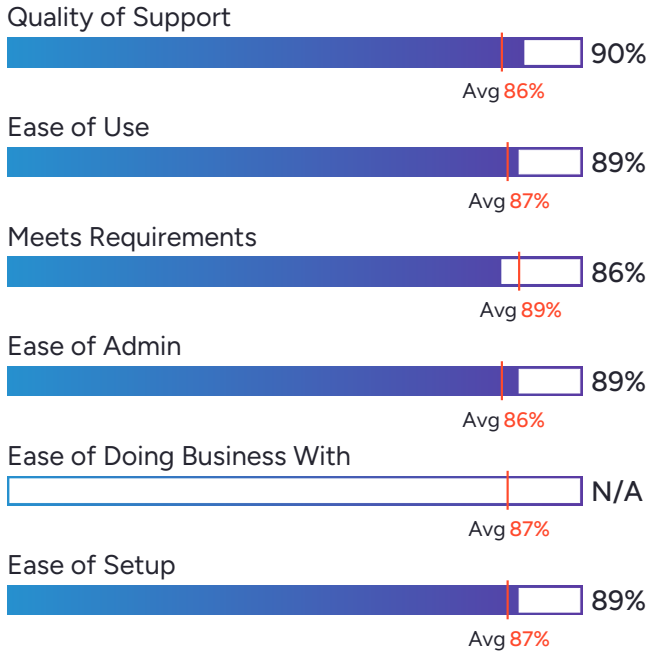 Quality of Support
90%
Avg 86%
Ease of Use
89%
Avg 87%
Meets Requirements
86%
Avg 89%
Ease of Admin
89%
Avg 86%
Ease of Doing Business With
N/A
Avg 87%
Ease of Setup
89%
Avg 87%